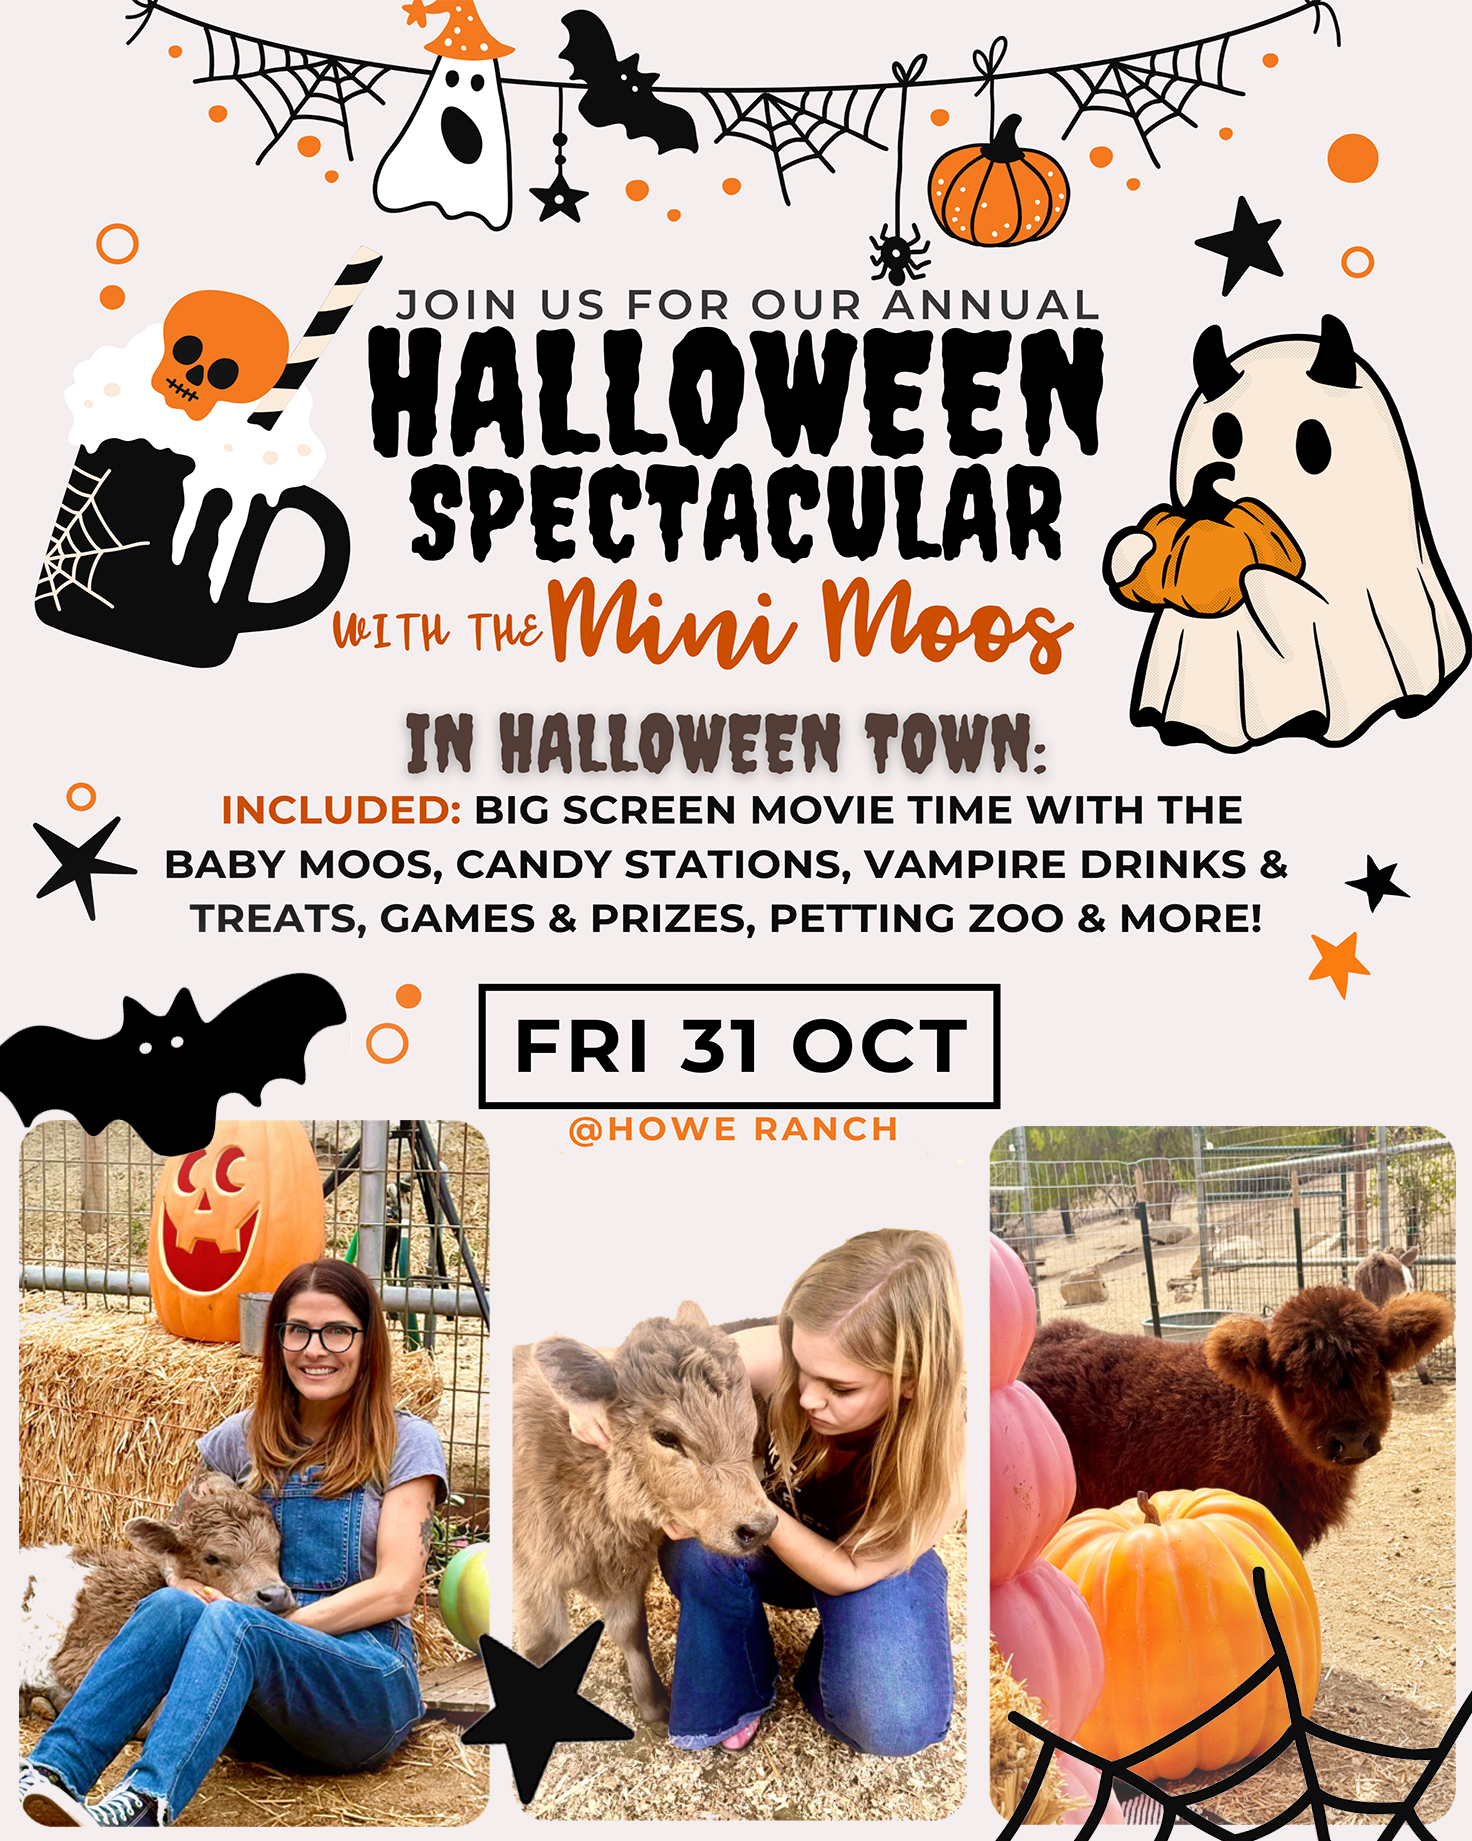 JOIN US FOR OUR ANNUAL
HALLOWEEN
SPECTACULAR
WITH THE Mini Moos
IN HALLOWEEN TOWN:
INCLUDED: BIG SCREEN MOVIE TIME WITH THE
BABY MOOS, CANDY STATIONS, VAMPIRE DRINKS &
TREATS, GAMES & PRIZES, PETTING ZOO & MORE!
FRI 31 OCT
@HOWE RANCH